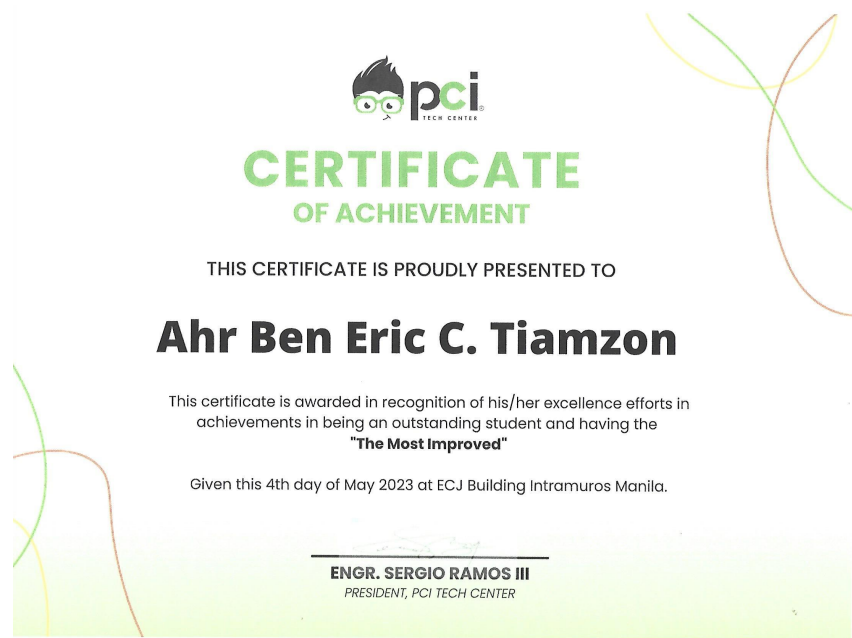 pci®
TECH CENTER
CERTIFICATE
OF ACHIEVEMENT
THIS CERTIFICATE IS PROUDLY PRESENTED TO
Ahr Ben Eric C. Tiamzon
This certificate is awarded in recognition of his/her excellence efforts in
achievements in being an outstanding student and having the
"The Most Improved"
Given this 4th day of May 2023 at ECJ Building Intramuros Manila.
ENGR. SERGIO RAMOS III
PRESIDENT, PCI TECH CENTER